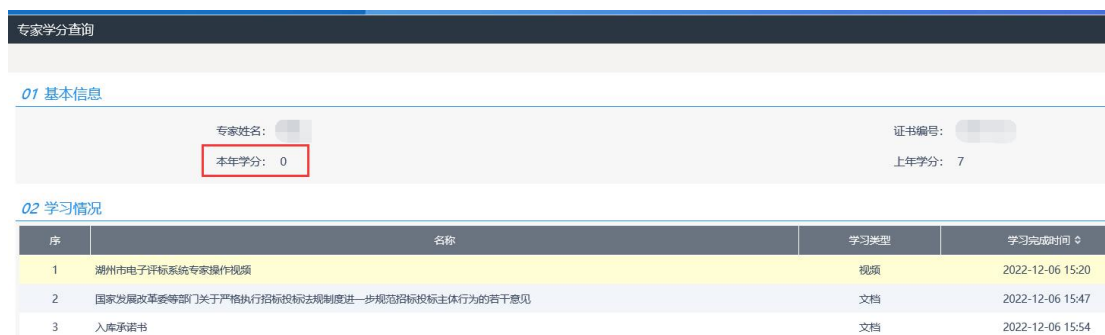 专家学分查询
01 基本信息
专家姓名： 证书编号：
本年学分： 0 上年学分： 7
02 学习情况
序 名称 学习类型 学习完成时间
1 湖州市电子评标系统专家操作视频 视频 2022-12-06 15:20
2 国家发展改革委等部门关于严格执行招标投标法规制度进一步规范招标投标主体行为的若干意见 文档 2022-12-06 15:47
3 入库承诺书 文档 2022-12-06 15:54